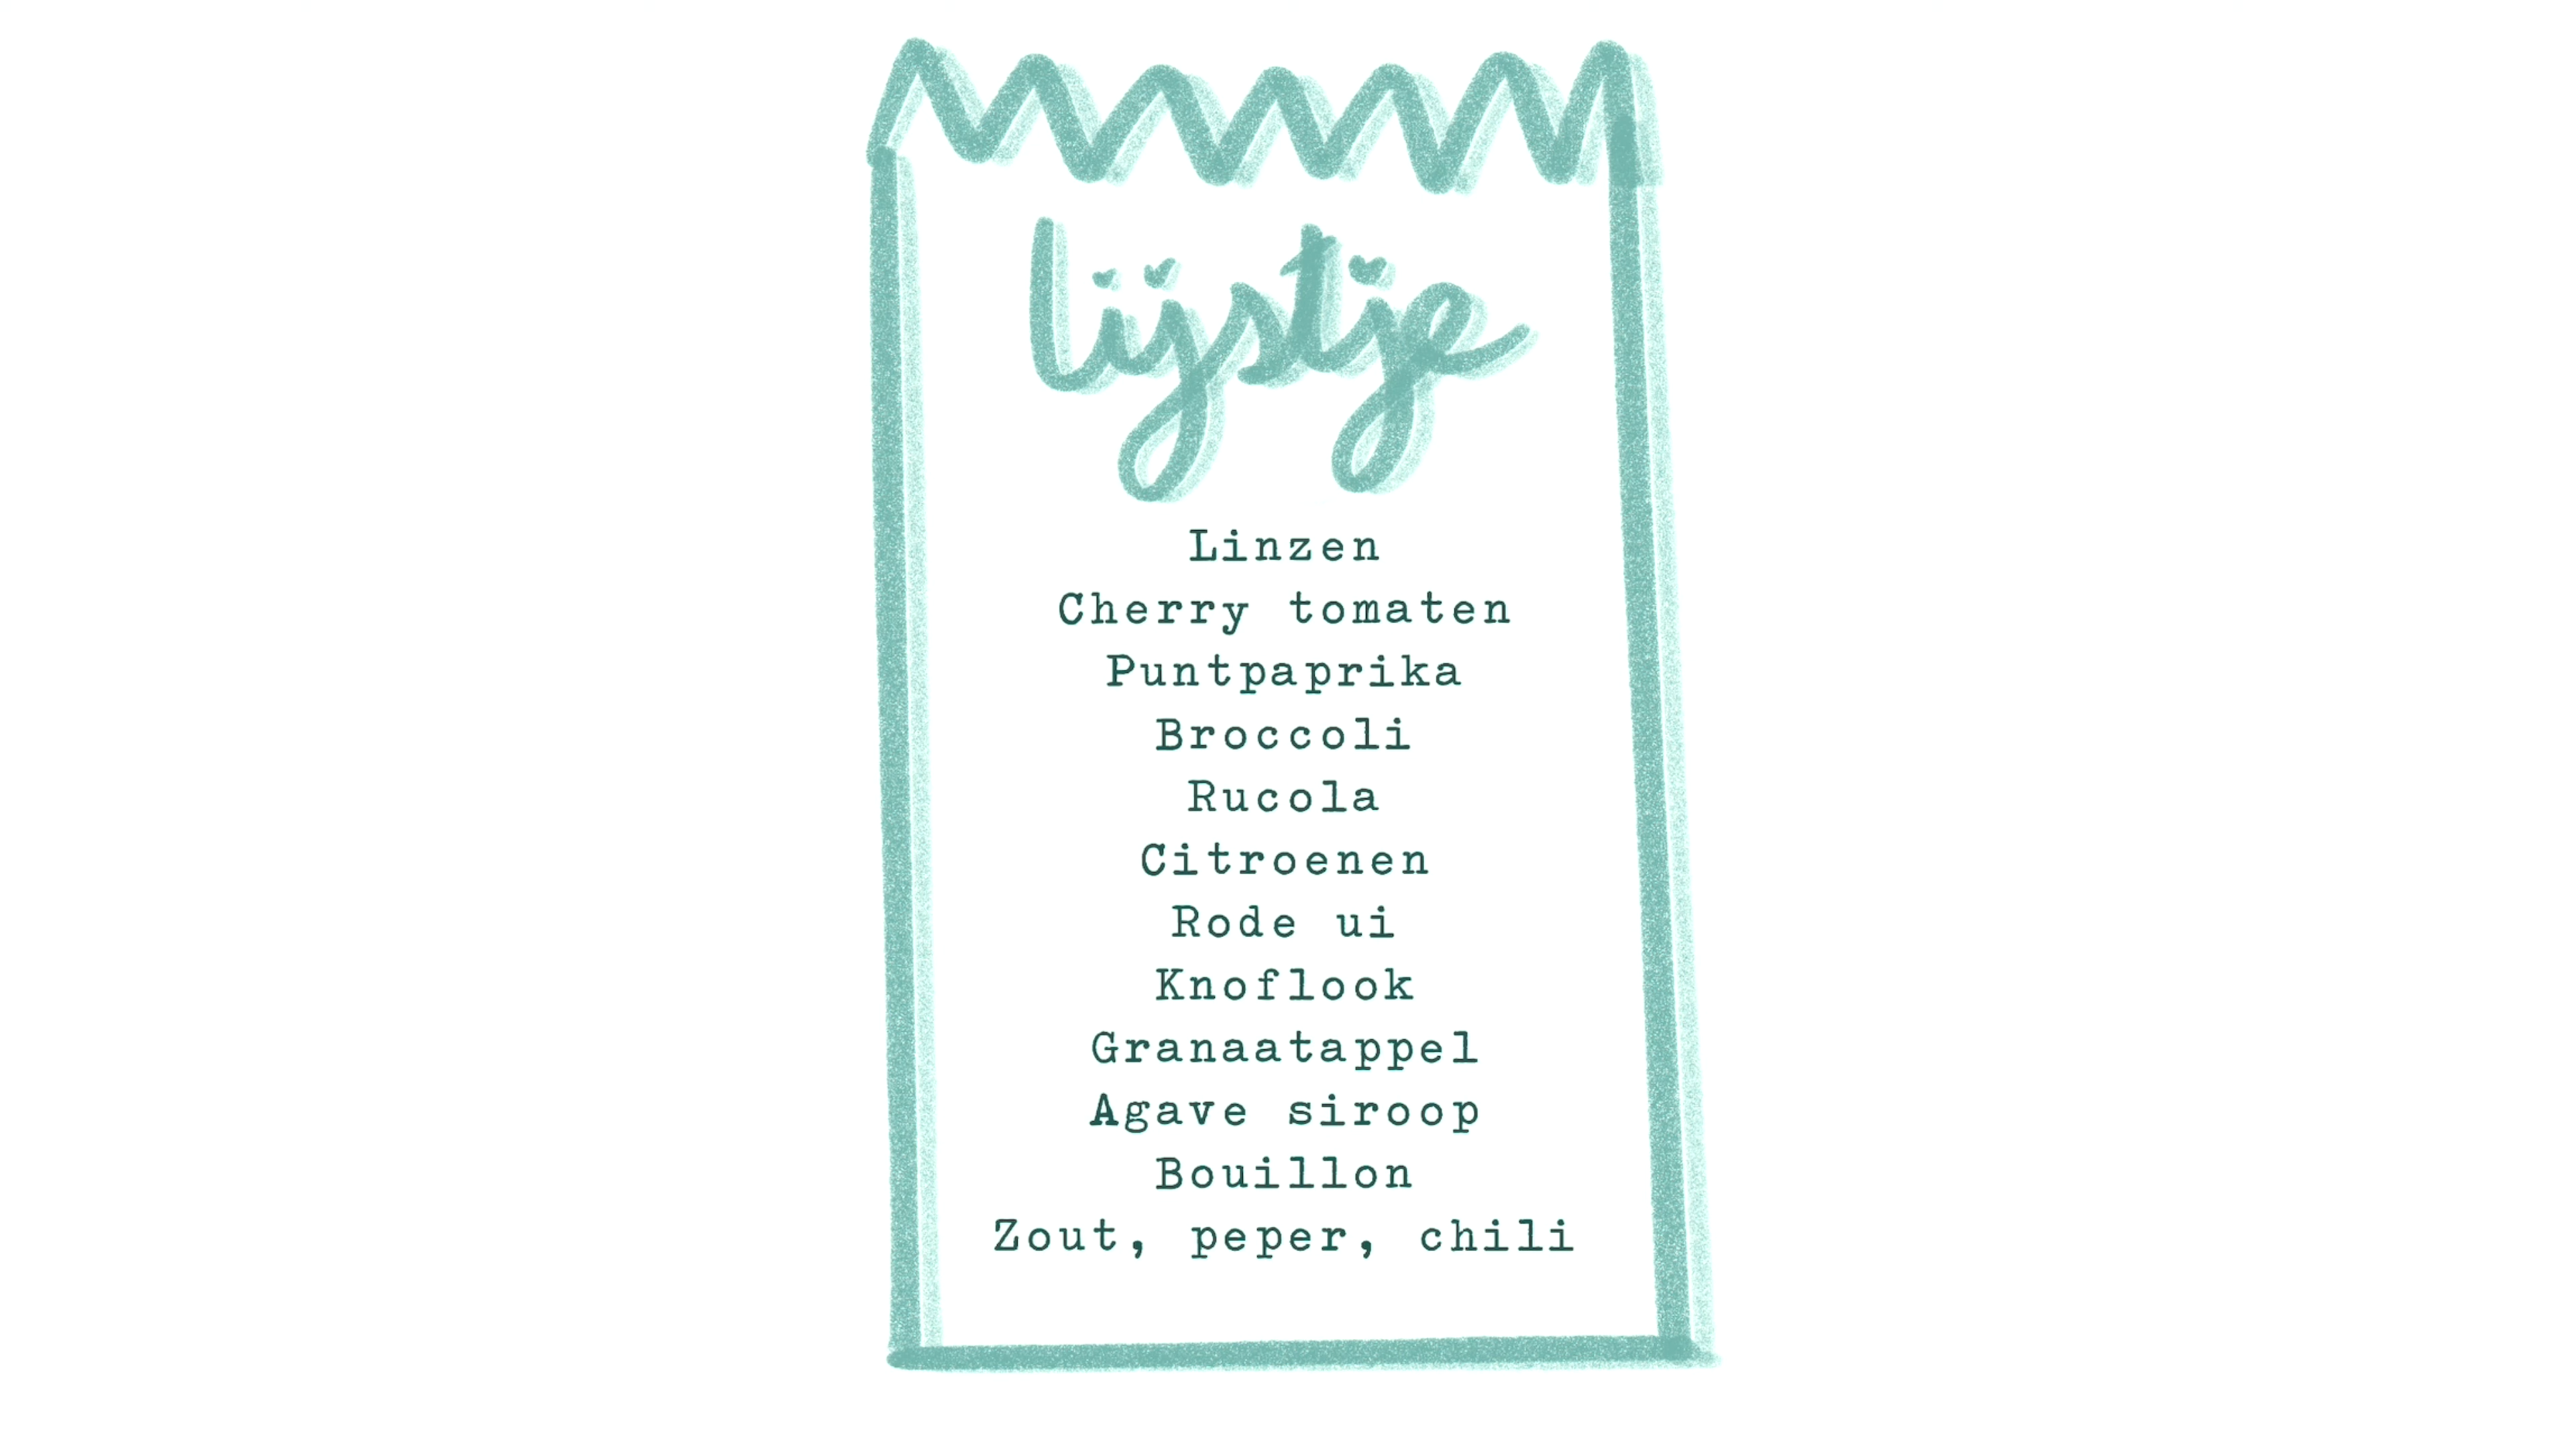 lijstje
Linzen
Cherry tomaten
Puntpaprika
Broccoli
Rucola
Citroenen
Rode ui
Knoflook
Granaatappel
Agave siroop
Bouillon
Zout, peper, chili